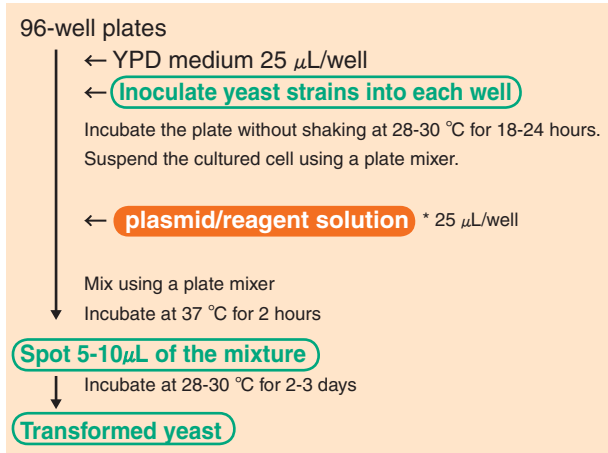 96-well plates
← YPD medium 25 μL/well
← Inoculate yeast strains into each well
Incubate the plate without shaking at 28-30 ℃ for 18-24 hours.
Suspend the cultured cell using a plate mixer.
← plasmid/reagent solution * 25 μL/well
Mix using a plate mixer
Incubate at 37 ℃ for 2 hours
Spot 5-10μL of the mixture
Incubate at 28-30 ℃ for 2-3 days
Transformed yeast